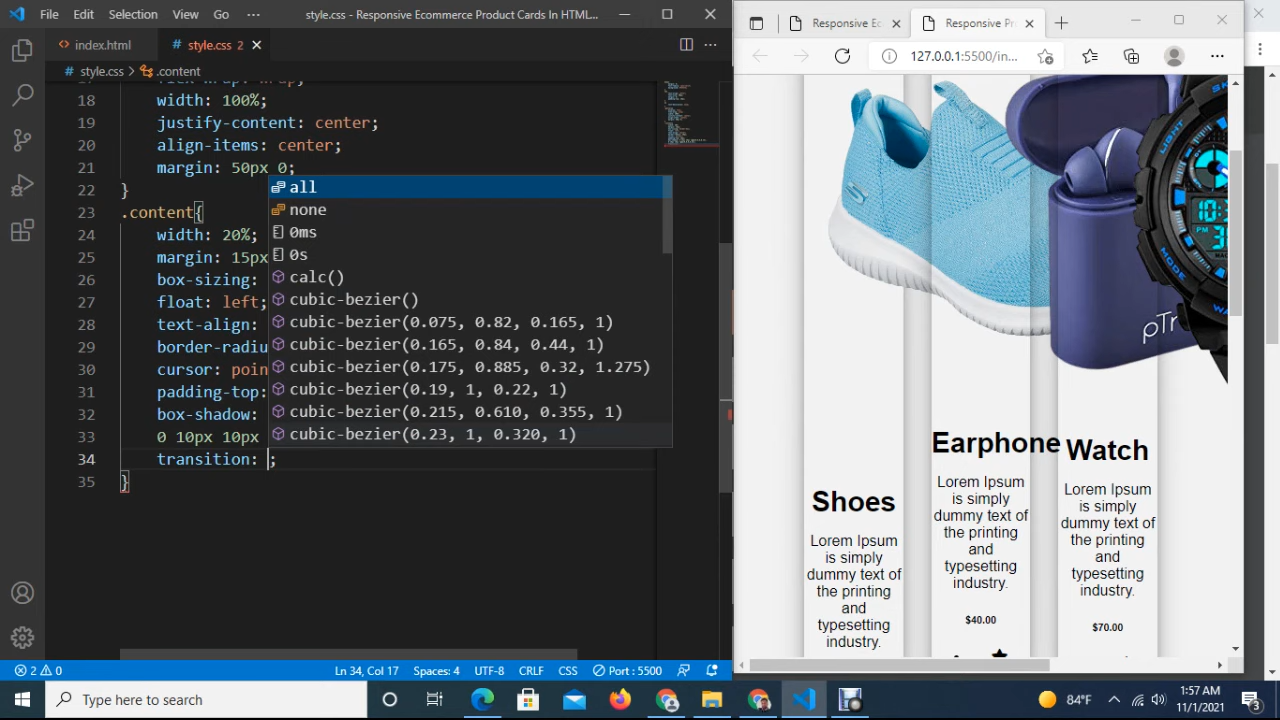 File Edit Selection View Go ··· style.css - Responsive Ecommerce Product Cards In HTML...
index.html
style.css 2
style.css > .content
18 width: 100%;
19 justify-content: center;
20 align-items: center;
21 margin: 50px 0;
22 }
23 .content{
24 width: 20%;
25 margin: 15px
26 box-sizing:
27 float: left;
28 text-align:
29 border-radiu
30 cursor: poin
31 padding-top:
32 box-shadow:
33 0 10px 10px
34 transition: ;
35 }
all
none
0ms
0s
calc()
cubic-bezier()
cubic-bezier(0.075, 0.82, 0.165, 1)
cubic-bezier(0.165, 0.84, 0.44, 1)
cubic-bezier(0.175, 0.885, 0.32, 1.275)
cubic-bezier(0.19, 1, 0.22, 1)
cubic-bezier(0.215, 0.610, 0.355, 1)
cubic-bezier(0.23, 1, 0.320, 1)
2 0 Ln 34, Col 17 Spaces: 4 UTF-8 CRLF CSS Port : 5500
Responsive Ec
Responsive Pr
127.0.0.1:5500/in...
LIGHT
PM
MODE
pTr
Shoes
Lorem Ipsum
is simply
dummy text of
the printing
and
typesetting
industry.
Earphone
Lorem Ipsum
is simply
dummy text of
the printing
and
typesetting
industry.
$40.00
Watch
Lorem Ipsum
is simply
dummy text of
the printing
and
typesetting
industry.
$70.00
Type here to search
84°F
1:57 AM
11/1/2021
3